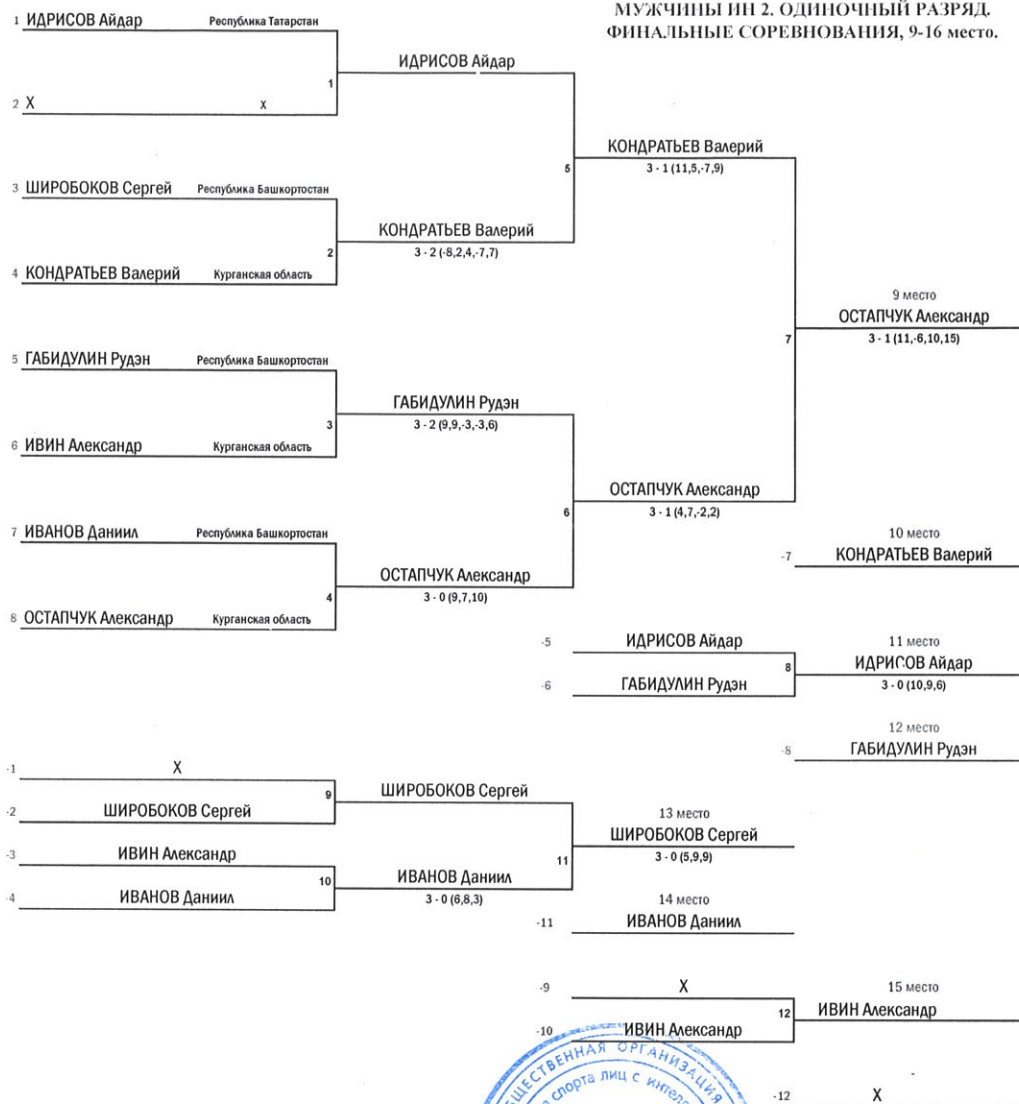 МУЖЧИНЫ ИН 2. ОДИНОЧНЫЙ РАЗРЯД.
ФИНАЛЬНЫЕ СОРЕВНОВАНИЯ, 9-16 место.
1 ИДРИСОВ Айдар Республика Татарстан
ИДРИСОВ Айдар
1
2 X x
КОНДРАТЬЕВ Валерий
3 - 1 (11,5,-7,9)
5
3 ШИРОБОКОВ Сергей Республика Башкортостан
КОНДРАТЬЕВ Валерий
3 - 2 (-8,2,4,-7,7)
2
4 КОНДРАТЬЕВ Валерий Курганская область
9 место
ОСТАПЧУК Александр
3 - 1 (11,-6,10,15)
7
5 ГАБИДУЛИН Рудэн Республика Башкортостан
ГАБИДУЛИН Рудэн
3 - 2 (9,9,-3,-3,6)
3
6 ИВИН Александр Курганская область
ОСТАПЧУК Александр
3 - 1 (4,7,-2,2)
6
7 ИВАНОВ Даниил Республика Башкортостан
10 место
-7 КОНДРАТЬЕВ Валерий
ОСТАПЧУК Александр
3 - 0 (9,7,10)
4
8 ОСТАПЧУК Александр Курганская область
-5 ИДРИСОВ Айдар
11 место
8 ИДРИСОВ Айдар
3 - 0 (10,9,6)
-6 ГАБИДУЛИН Рудэн
12 место
-8 ГАБИДУЛИН Рудэн
-1 X
9 ШИРОБОКОВ Сергей
-2 ШИРОБОКОВ Сергей
13 место
ШИРОБОКОВ Сергей
3 - 0 (5,9,9)
11
-3 ИВИН Александр
10 ИВАНОВ Даниил
3 - 0 (6,8,3)
-4 ИВАНОВ Даниил
14 место
-11 ИВАНОВ Даниил
-9 X
15 место
12 ИВИН Александр
-10 ИВИН Александр
-12 X
ОРГАНИЗАЦИЯ
спорта лиц с